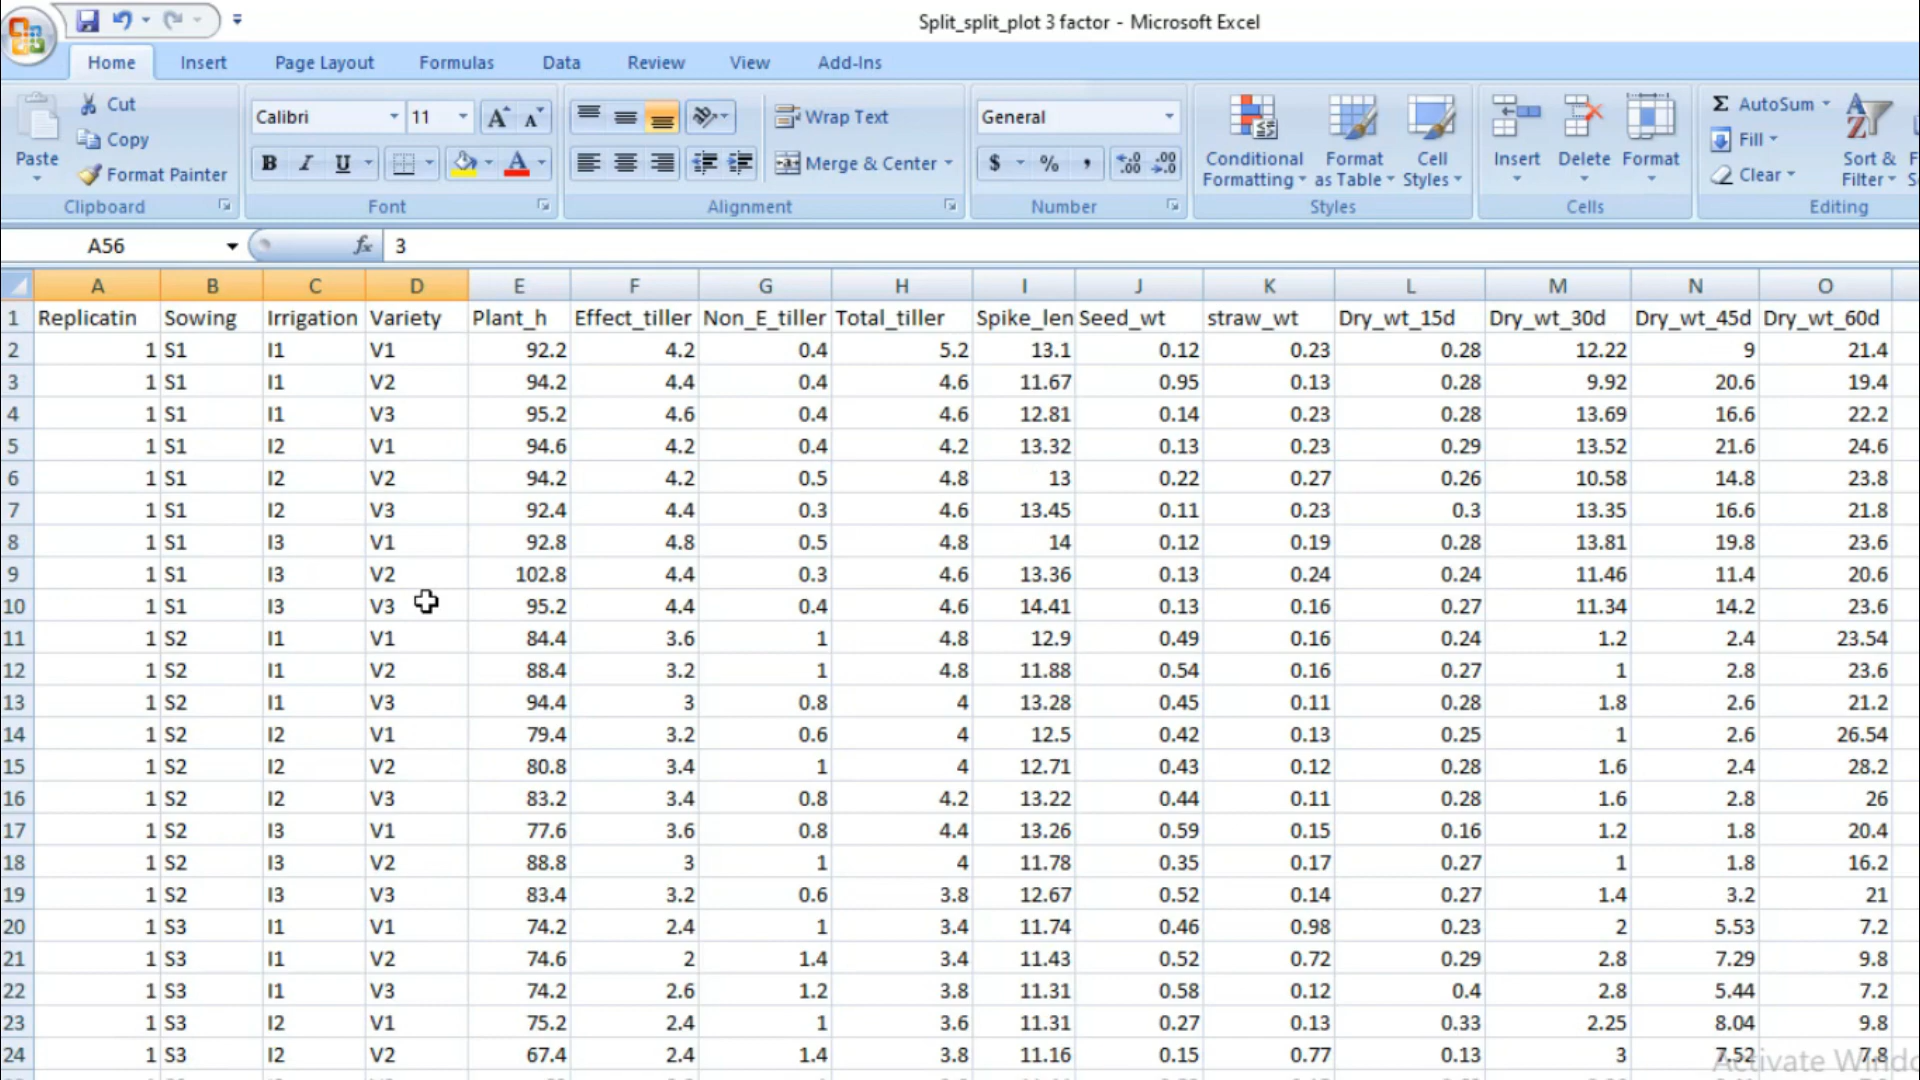 Split_split_plot 3 factor - Microsoft Excel
Home Insert Page Layout Formulas Data Review View Add-Ins
Paste Cut Copy Format Painter
Clipboard
Calibri 11
B I U A
Font
Wrap Text
Merge & Center
Alignment
General
$ % ,
Number
Conditional Formatting Format as Table Cell Styles
Styles
Insert Delete Format
Cells
Σ AutoSum
Fill
Clear
Sort & Filter
Editing
A56 fx 3
A B C D E F G H I J K L M N O
1 Replicatin Sowing Irrigation Variety Plant_h Effect_tiller Non_E_tiller Total_tiller Spike_len Seed_wt straw_wt Dry_wt_15d Dry_wt_30d Dry_wt_45d Dry_wt_60d
2 1 S1 I1 V1 92.2 4.2 0.4 5.2 13.1 0.12 0.23 0.28 12.22 9 21.4
3 1 S1 I1 V2 94.2 4.4 0.4 4.6 11.67 0.95 0.13 0.28 9.92 20.6 19.4
4 1 S1 I1 V3 95.2 4.6 0.4 4.6 12.81 0.14 0.23 0.28 13.69 16.6 22.2
5 1 S1 I2 V1 94.6 4.2 0.4 4.2 13.32 0.13 0.23 0.29 13.52 21.6 24.6
6 1 S1 I2 V2 94.2 4.2 0.5 4.8 13 0.22 0.27 0.26 10.58 14.8 23.8
7 1 S1 I2 V3 92.4 4.4 0.3 4.6 13.45 0.11 0.23 0.3 13.35 16.6 21.8
8 1 S1 I3 V1 92.8 4.8 0.5 4.8 14 0.12 0.19 0.28 13.81 19.8 23.6
9 1 S1 I3 V2 102.8 4.4 0.3 4.6 13.36 0.13 0.24 0.24 11.46 11.4 20.6
10 1 S1 I3 V3 95.2 4.4 0.4 4.6 14.41 0.13 0.16 0.27 11.34 14.2 23.6
11 1 S2 I1 V1 84.4 3.6 1 4.8 12.9 0.49 0.16 0.24 1.2 2.4 23.54
12 1 S2 I1 V2 88.4 3.2 1 4.8 11.88 0.54 0.16 0.27 1 2.8 23.6
13 1 S2 I1 V3 94.4 3 0.8 4 13.28 0.45 0.11 0.28 1.8 2.6 21.2
14 1 S2 I2 V1 79.4 3.2 0.6 4 12.5 0.42 0.13 0.25 1 2.6 26.54
15 1 S2 I2 V2 80.8 3.4 1 4 12.71 0.43 0.12 0.28 1.6 2.4 28.2
16 1 S2 I2 V3 83.2 3.4 0.8 4.2 13.22 0.44 0.11 0.28 1.6 2.8 26
17 1 S2 I3 V1 77.6 3.6 0.8 4.4 13.26 0.59 0.15 0.16 1.2 1.8 20.4
18 1 S2 I3 V2 88.8 3 1 4 11.78 0.35 0.17 0.27 1 1.8 16.2
19 1 S2 I3 V3 83.4 3.2 0.6 3.8 12.67 0.52 0.14 0.27 1.4 3.2 21
20 1 S3 I1 V1 74.2 2.4 1 3.4 11.74 0.46 0.98 0.23 2 5.53 7.2
21 1 S3 I1 V2 74.6 2 1.4 3.4 11.43 0.52 0.72 0.29 2.8 7.29 9.8
22 1 S3 I1 V3 74.2 2.6 1.2 3.8 11.31 0.58 0.12 0.4 2.8 5.44 7.2
23 1 S3 I2 V1 75.2 2.4 1 3.6 11.31 0.27 0.13 0.33 2.25 8.04 9.8
24 1 S3 I2 V2 67.4 2.4 1.4 3.8 11.16 0.15 0.77 0.13 3 7.52 7.8
Activate Windo